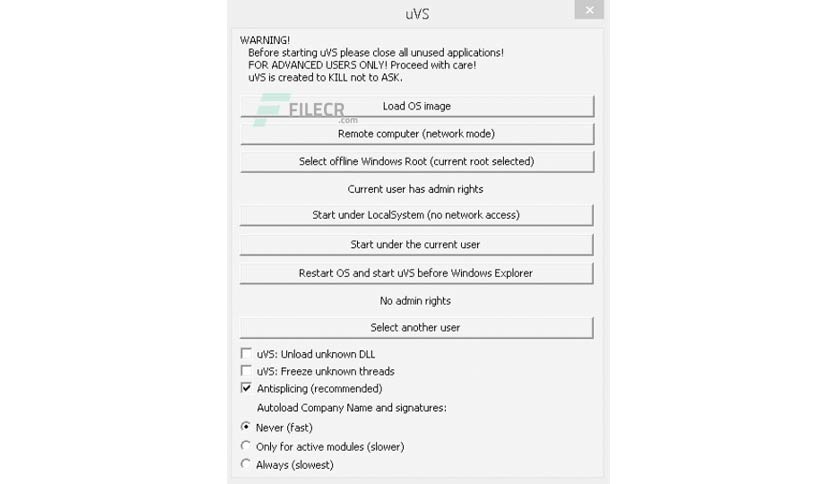 uVS
WARNING!
Before starting uVS please close all unused applications!
FOR ADVANCED USERS ONLY! Proceed with care!
uVS is created to KILL not to ASK.
Load OS image
FILECR
.com
Remote computer (network mode)
Select offline Windows Root (current root selected)
Current user has admin rights
Start under LocalSystem (no network access)
Start under the current user
Restart OS and start uVS before Windows Explorer
No admin rights
Select another user
uVS: Unload unknown DLL
uVS: Freeze unknown threads
Antisplicing (recommended)
Autoload Company Name and signatures:
Never (fast)
Only for active modules (slower)
Always (slowest)